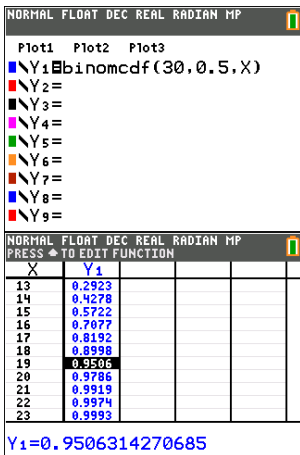 NORMAL FLOAT DEC REAL RADIAN MP
Plot1 Plot2 Plot3
\Y1=binomcdf(30,0.5,X)
\Y2=
\Y3=
\Y4=
\Y5=
\Y6=
\Y7=
\Y8=
\Y9=
NORMAL FLOAT DEC REAL RADIAN MP
PRESS + TO EDIT FUNCTION
X Y1
13 0.2923
14 0.4278
15 0.5722
16 0.7077
17 0.8192
18 0.8998
19 0.9506
20 0.9786
21 0.9919
22 0.9974
23 0.9993
Y1=0.9506314270685